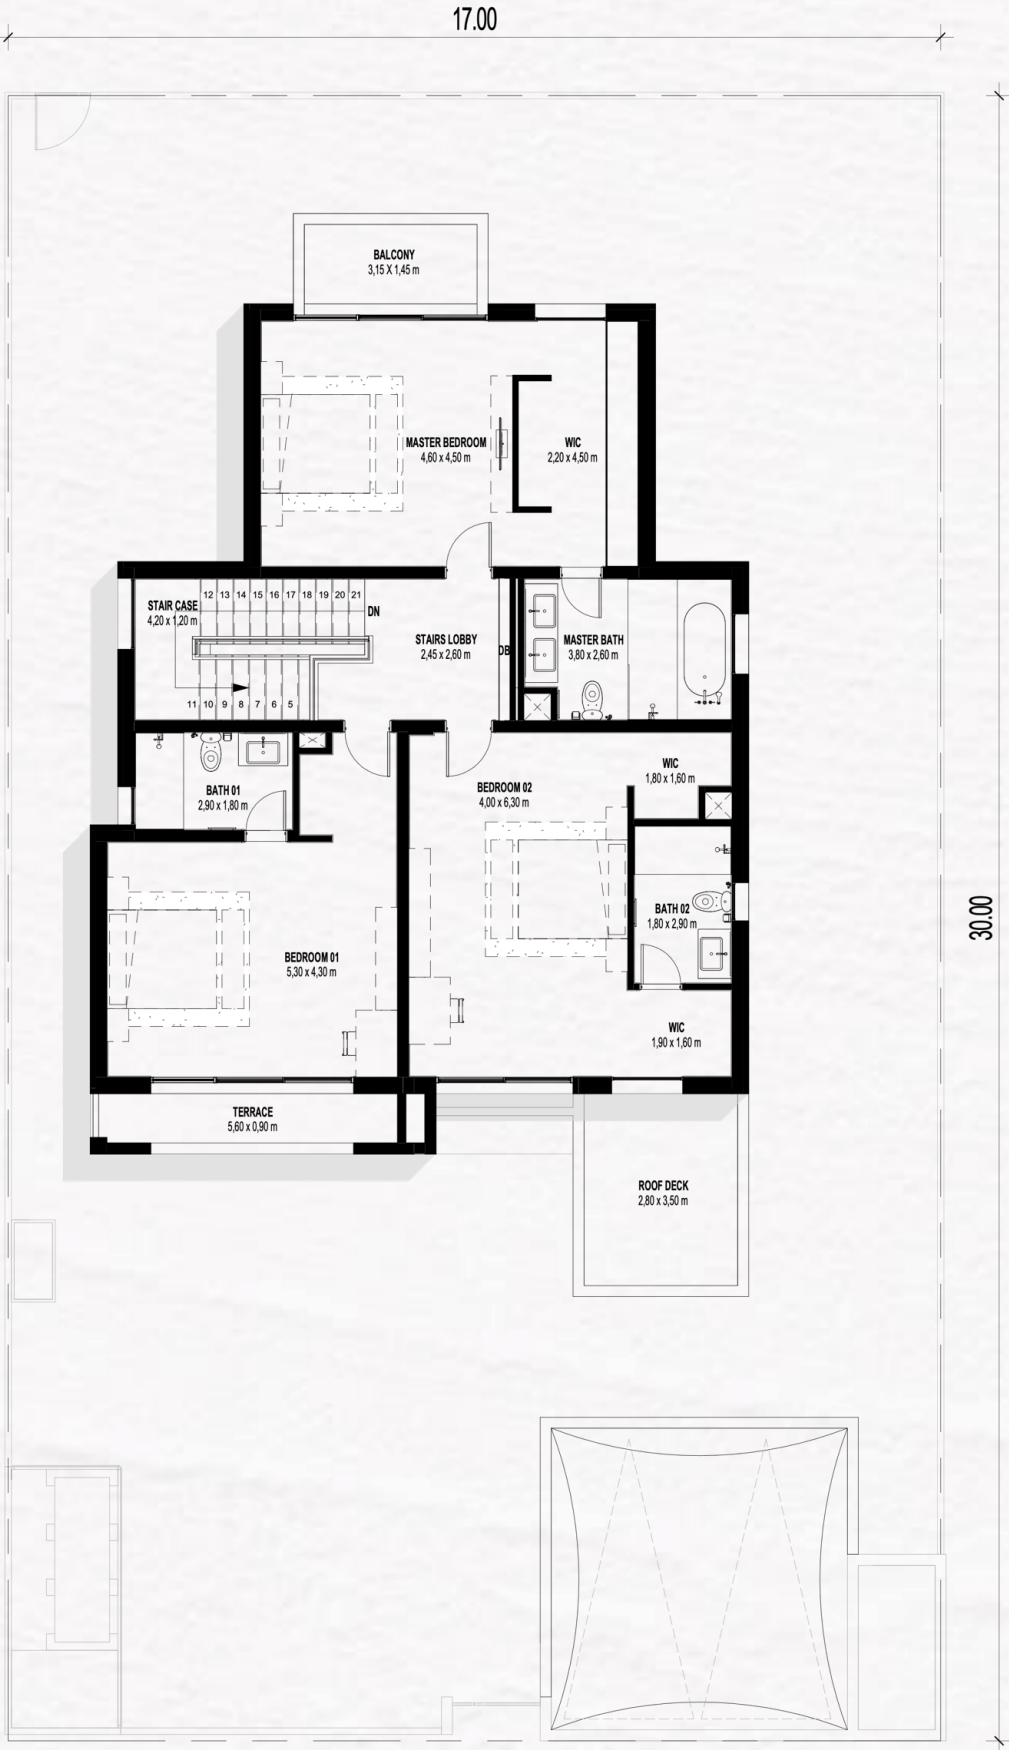 17.00
BALCONY
3,15 X 1,45 m
MASTER BEDROOM
4,60 x 4,50 m
WIC
2,20 x 4,50 m
12 13 14 15 16 17 18 19 20 21
DN
STAIR CASE
4,20 x 1,20 m
STAIRS LOBBY
2,45 x 2,60 m
DB
MASTER BATH
3,80 x 2,60 m
11 10 9 8 7 6 5
BATH 01
2,90 x 1,80 m
BEDROOM 02
4,00 x 6,30 m
WIC
1,80 x 1,60 m
BATH 02
1,80 x 2,90 m
30.00
BEDROOM 01
5,30 x 4,30 m
WIC
1,90 x 1,60 m
TERRACE
5,60 x 0,90 m
ROOF DECK
2,80 x 3,50 m